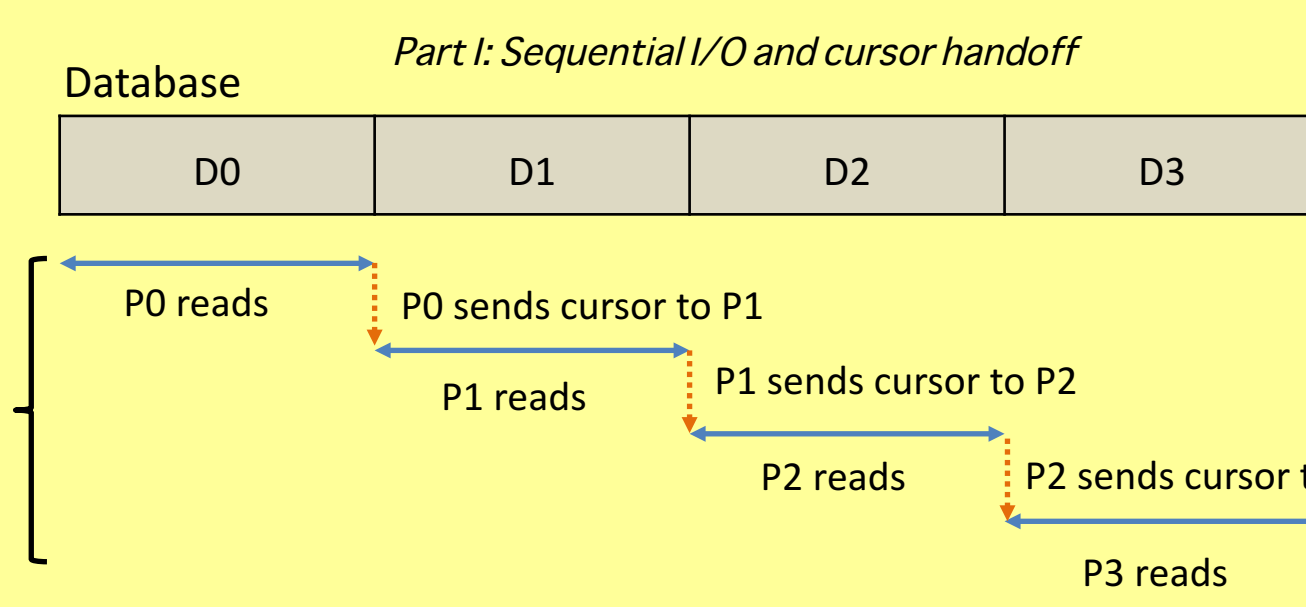 Part I: Sequential I/O and cursor handoff
Database
D0 D1 D2 D3
P0 reads
P0 sends cursor to P1
P1 reads
P1 sends cursor to P2
P2 reads
P2 sends cursor
P3 reads